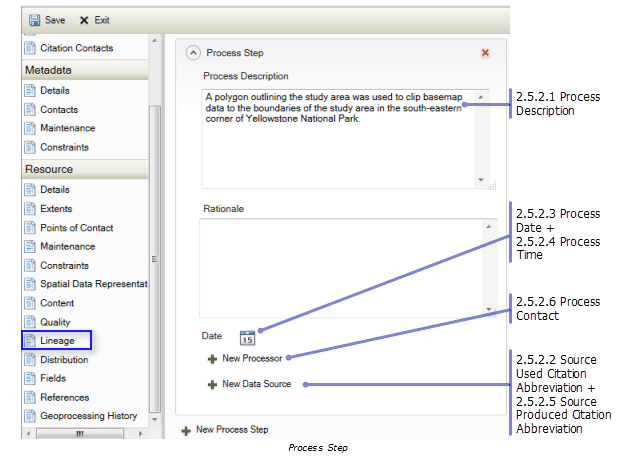 Save Exit
Citation Contacts
Metadata
Details
Contacts
Maintenance
Constraints
Resource
Details
Extents
Points of Contact
Maintenance
Constraints
Spatial Data Representat
Content
Quality
Lineage
Distribution
Fields
References
Geoprocessing History
Process Step
Process Description
A polygon outlining the study area was used to clip basemap
data to the boundaries of the study area in the south-eastern
corner of Yellowstone National Park.
Rationale
Date 15
New Processor
New Data Source
New Process Step
2.5.2.1 Process
Description
2.5.2.3 Process
Date +
2.5.2.4 Process
Time
2.5.2.6 Process
Contact
2.5.2.2 Source
Used Citation
Abbreviation +
2.5.2.5 Source
Produced Citation
Abbreviation
Process Step